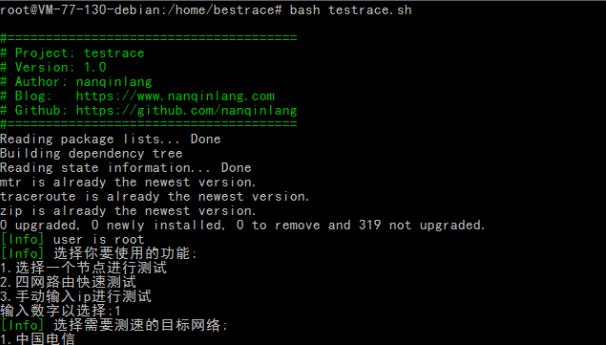 root@VM-77-130-debian:/home/bestrace# bash testrace.sh
#=====================================
# Project: testrace
# Version: 1.0
# Author: nanqinlang
# Blog:   https://www.nanqinlang.com
# Github: https://github.com/nanqinlang
#=====================================
Reading package lists... Done
Building dependency tree
Reading state information... Done
mtr is already the newest version.
traceroute is already the newest version.
zip is already the newest version.
0 upgraded, 0 newly installed, 0 to remove and 319 not upgraded.
[Info] user is root
[Info] 选择你要使用的功能:
1.选择一个节点进行测试
2.四网路由快速测试
3.手动输入ip进行测试
输入数字以选择:1
[Info] 选择需要测速的目标网络:
1.中国电信